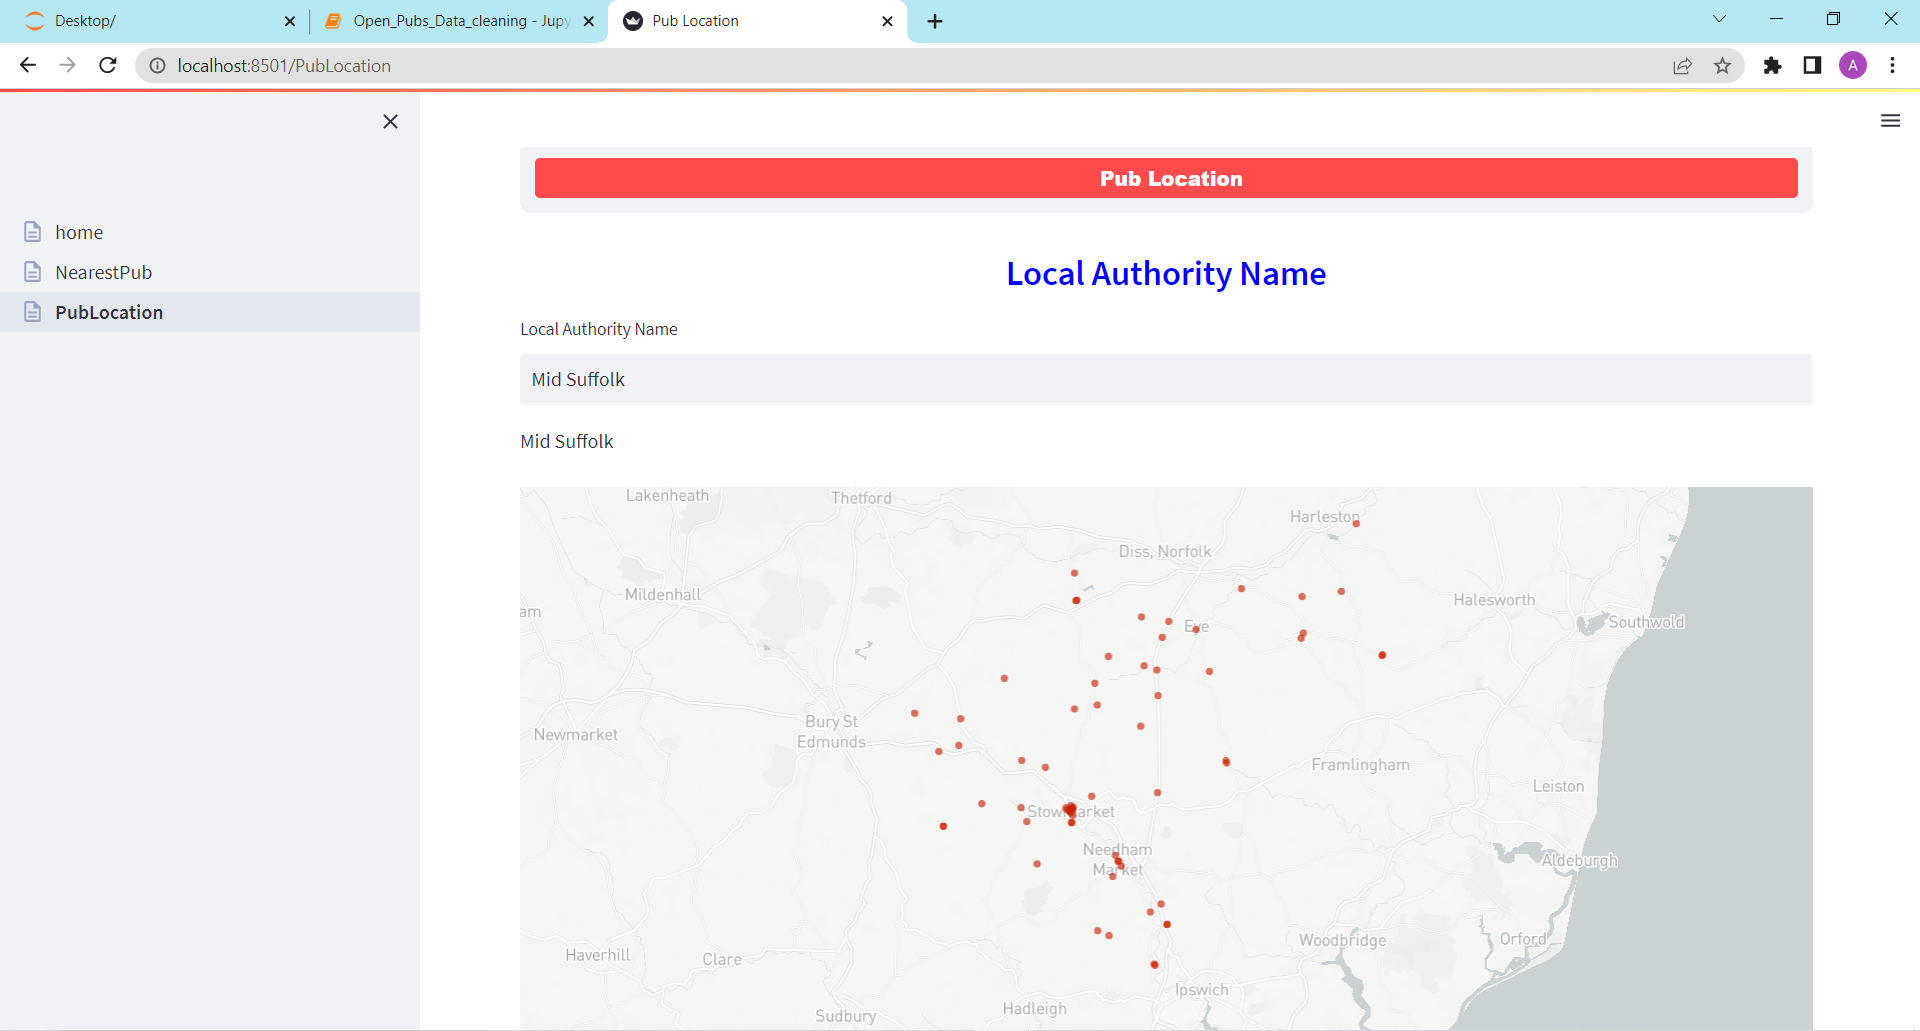 Desktop/
Open_Pubs_Data_cleaning - Jupy
Pub Location
localhost:8501/PubLocation
A
home
NearestPub
PubLocation
Pub Location
Local Authority Name
Local Authority Name
Mid Suffolk
Mid Suffolk
Lakenheath
Thetford
Harleston
Diss, Norfolk
Mildenhall
Halesworth
am
Southwold
Eye
Bury St
Edmunds
Newmarket
Framlingham
Leiston
Stowmarket
Needham
Market
Aldeburgh
Woodbridge
Orford
Haverhill
Clare
Ipswich
Hadleigh
Sudbury